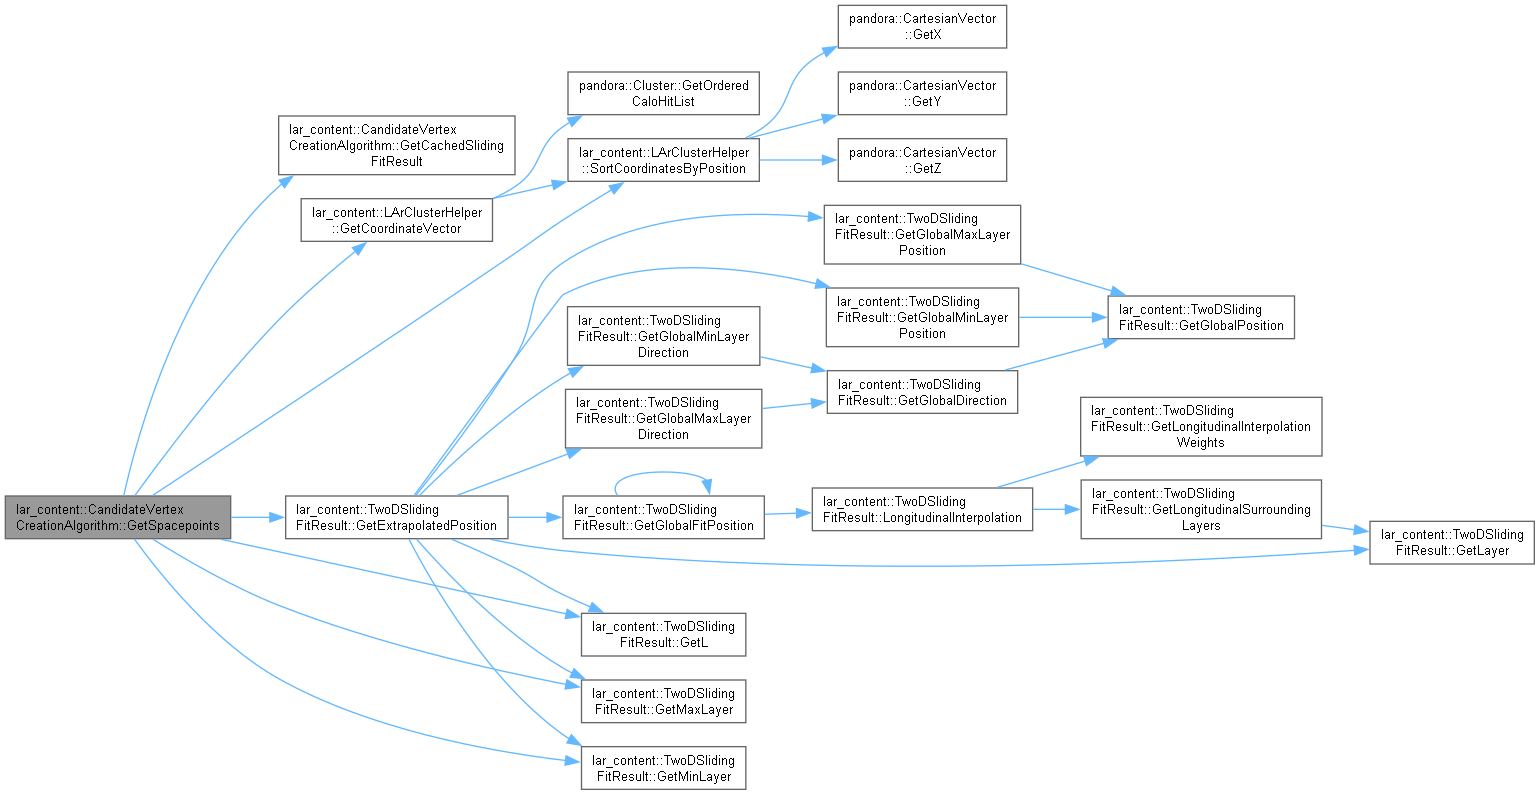 lar_content::CandidateVertex
CreationAlgorithm::GetSpacepoints
lar_content::CandidateVertex
CreationAlgorithm::GetCachedSliding
FitResult
lar_content::LArClusterHelper
::GetCoordinateVector
lar_content::TwoDSliding
FitResult::GetExtrapolatedPosition
pandora::Cluster::GetOrdered
CaloHitList
lar_content::LArClusterHelper
::SortCoordinatesByPosition
lar_content::TwoDSliding
FitResult::GetGlobalMinLayer
Direction
lar_content::TwoDSliding
FitResult::GetGlobalMaxLayer
Direction
lar_content::TwoDSliding
FitResult::GetGlobalFitPosition
lar_content::TwoDSliding
FitResult::GetL
lar_content::TwoDSliding
FitResult::GetMaxLayer
lar_content::TwoDSliding
FitResult::GetMinLayer
pandora::CartesianVector
::GetX
pandora::CartesianVector
::GetY
pandora::CartesianVector
::GetZ
lar_content::TwoDSliding
FitResult::GetGlobalMaxLayer
Position
lar_content::TwoDSliding
FitResult::GetGlobalMinLayer
Position
lar_content::TwoDSliding
FitResult::GetGlobalDirection
lar_content::TwoDSliding
FitResult::LongitudinalInterpolation
lar_content::TwoDSliding
FitResult::GetGlobalPosition
lar_content::TwoDSliding
FitResult::GetLongitudinalInterpolation
Weights
lar_content::TwoDSliding
FitResult::GetLongitudinalSurrounding
Layers
lar_content::TwoDSliding
FitResult::GetLayer